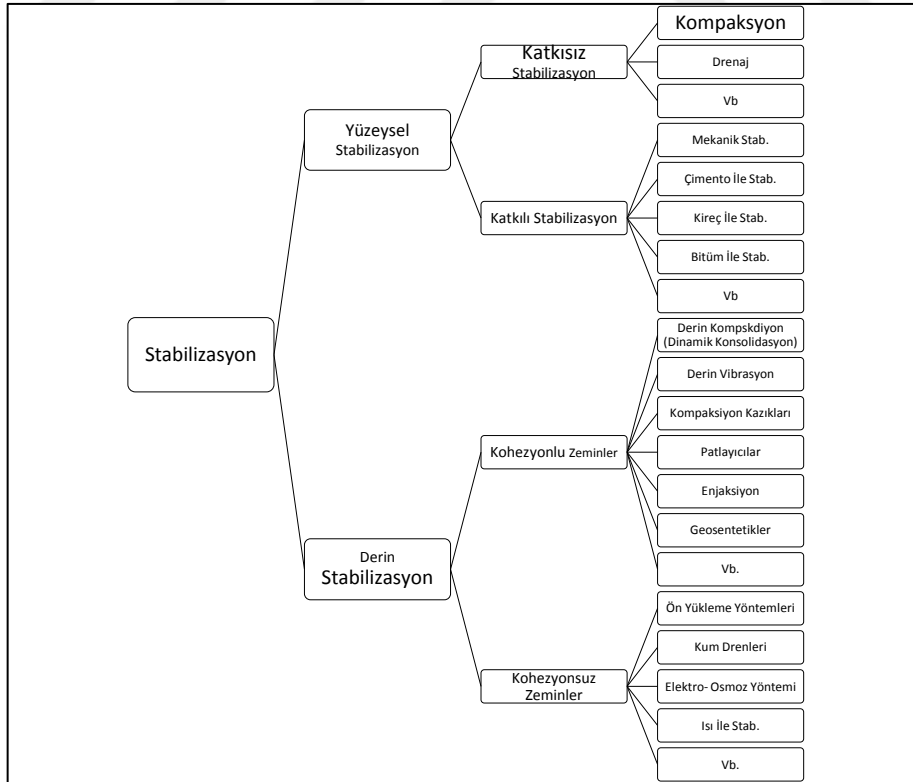 Stabilizasyon
Yüzeysel
Stabilizasyon
Katkısız
Stabilizasyon
Kompaksyon
Drenaj
Vb
Katkılı Stabilizasyon
Mekanik Stab.
Çimento İle Stab.
Kireç İle Stab.
Bitüm İle Stab.
Vb
Derin
Stabilizasyon
Kohezyonlu Zeminler
Derin Kompskdiyon
(Dinamik Konsolidasyon)
Derin Vibrasyon
Kompaksiyon Kazıkları
Patlayıcılar
Enjaksiyon
Geosentetikler
Vb.
Kohezyonsuz
Zeminler
Ön Yükleme Yöntemleri
Kum Drenleri
Elektro- Osmoz Yöntemi
Isı İle Stab.
Vb.